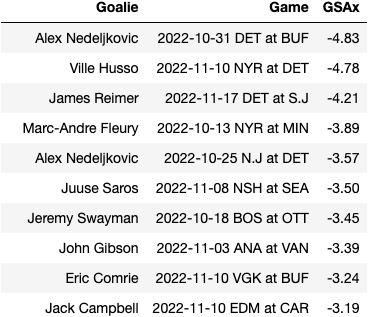 Goalie Game GSAx
Alex Nedeljkovic 2022-10-31 DET at BUF -4.83
Ville Husso 2022-11-10 NYR at DET -4.78
James Reimer 2022-11-17 DET at S.J -4.21
Marc-Andre Fleury 2022-10-13 NYR at MIN -3.89
Alex Nedeljkovic 2022-10-25 N.J at DET -3.57
Juuse Saros 2022-11-08 NSH at SEA -3.50
Jeremy Swayman 2022-10-18 BOS at OTT -3.45
John Gibson 2022-11-03 ANA at VAN -3.39
Eric Comrie 2022-11-10 VGK at BUF -3.24
Jack Campbell 2022-11-10 EDM at CAR -3.19